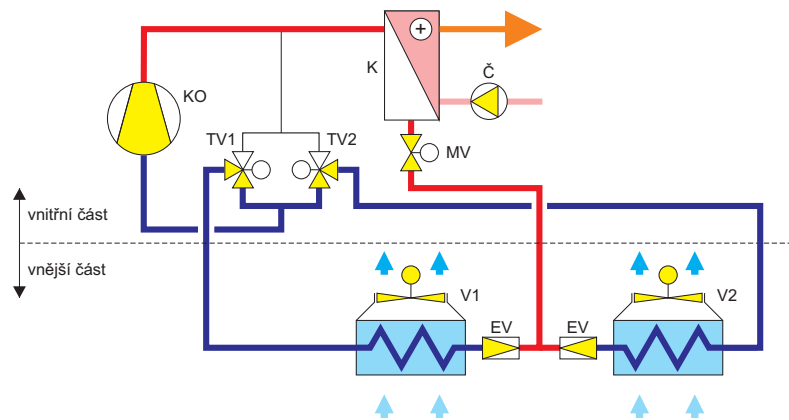 K
Č
KO
TV1
TV2
MV
vnitřní část
vnější část
V1
V2
EV
EV